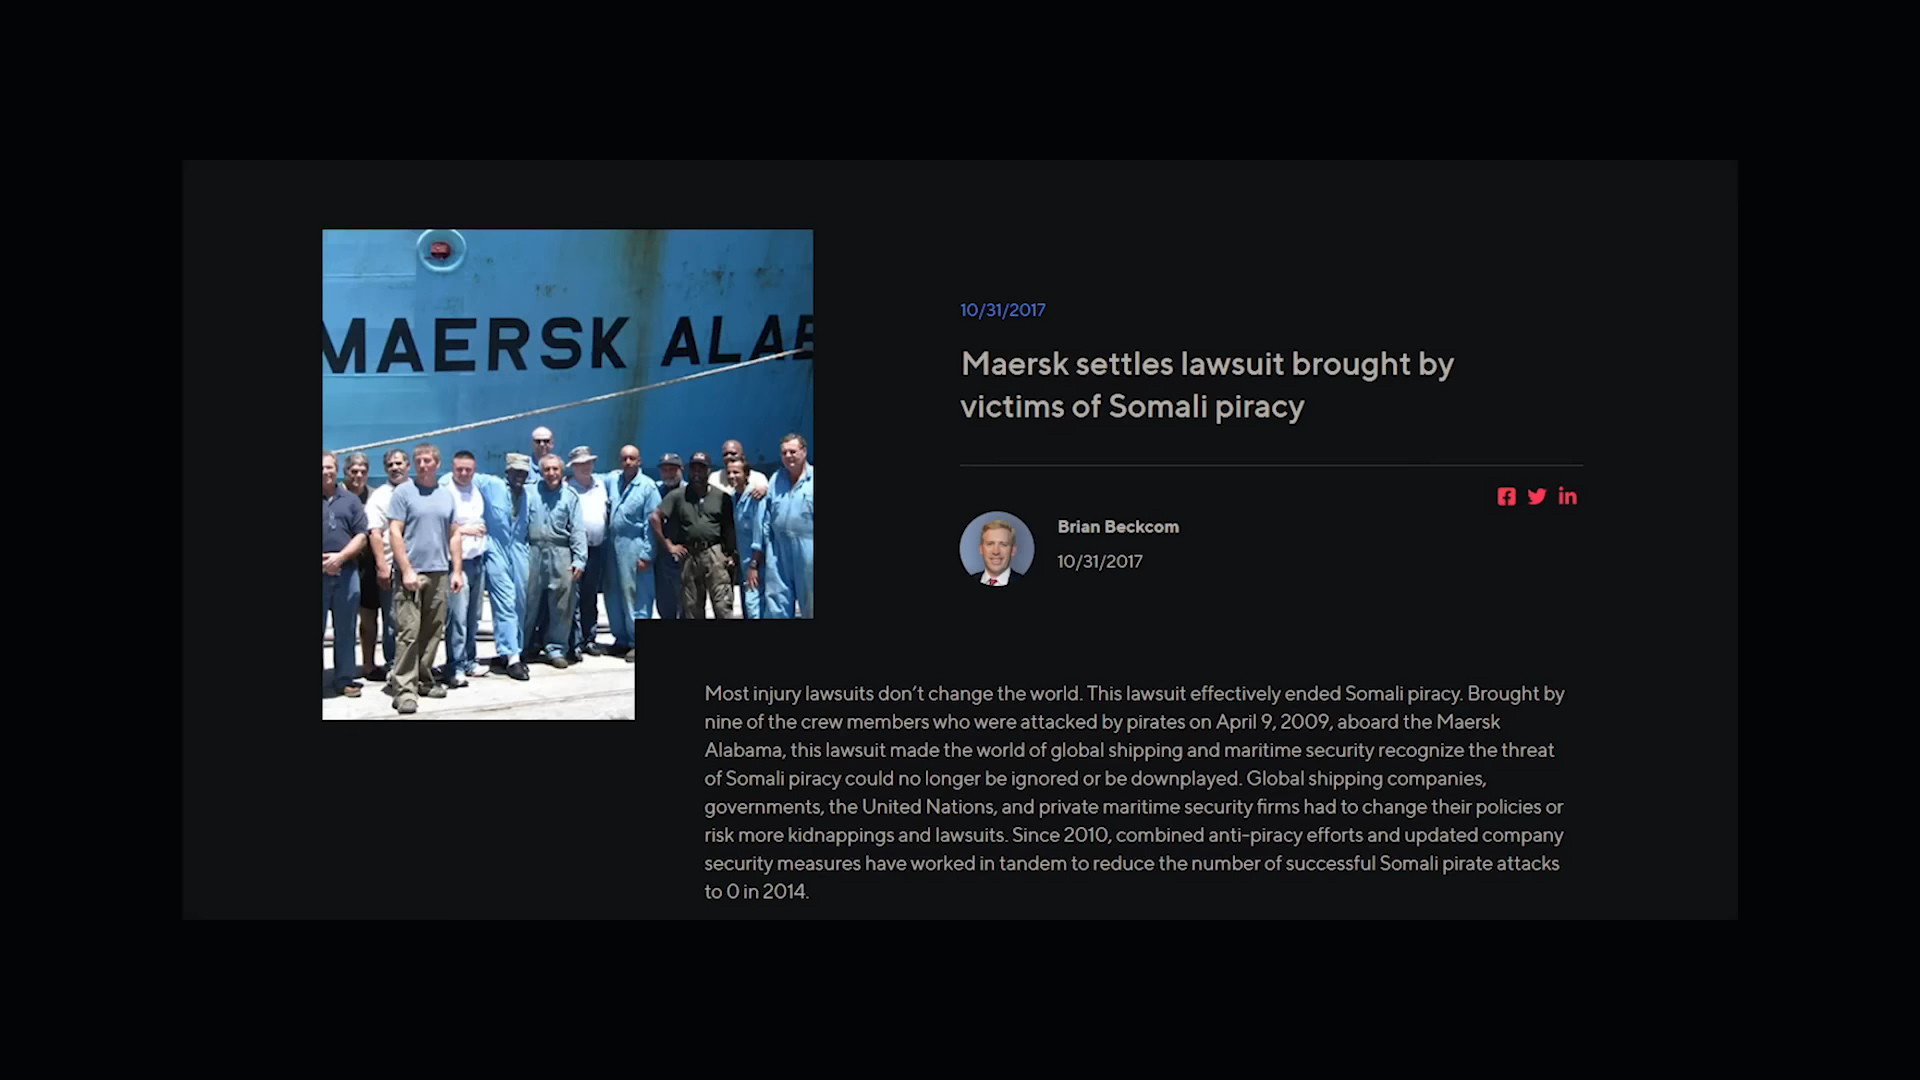 MAERSK ALAB
10/31/2017
Maersk settles lawsuit brought by
victims of Somali piracy
Brian Beckcom
10/31/2017
Most injury lawsuits don’t change the world. This lawsuit effectively ended Somali piracy. Brought by
nine of the crew members who were attacked by pirates on April 9, 2009, aboard the Maersk
Alabama, this lawsuit made the world of global shipping and maritime security recognize the threat
of Somali piracy could no longer be ignored or be downplayed. Global shipping companies,
governments, the United Nations, and private maritime security firms had to change their policies or
risk more kidnappings and lawsuits. Since 2010, combined anti-piracy efforts and updated company
security measures have worked in tandem to reduce the number of successful Somali pirate attacks
to 0 in 2014.